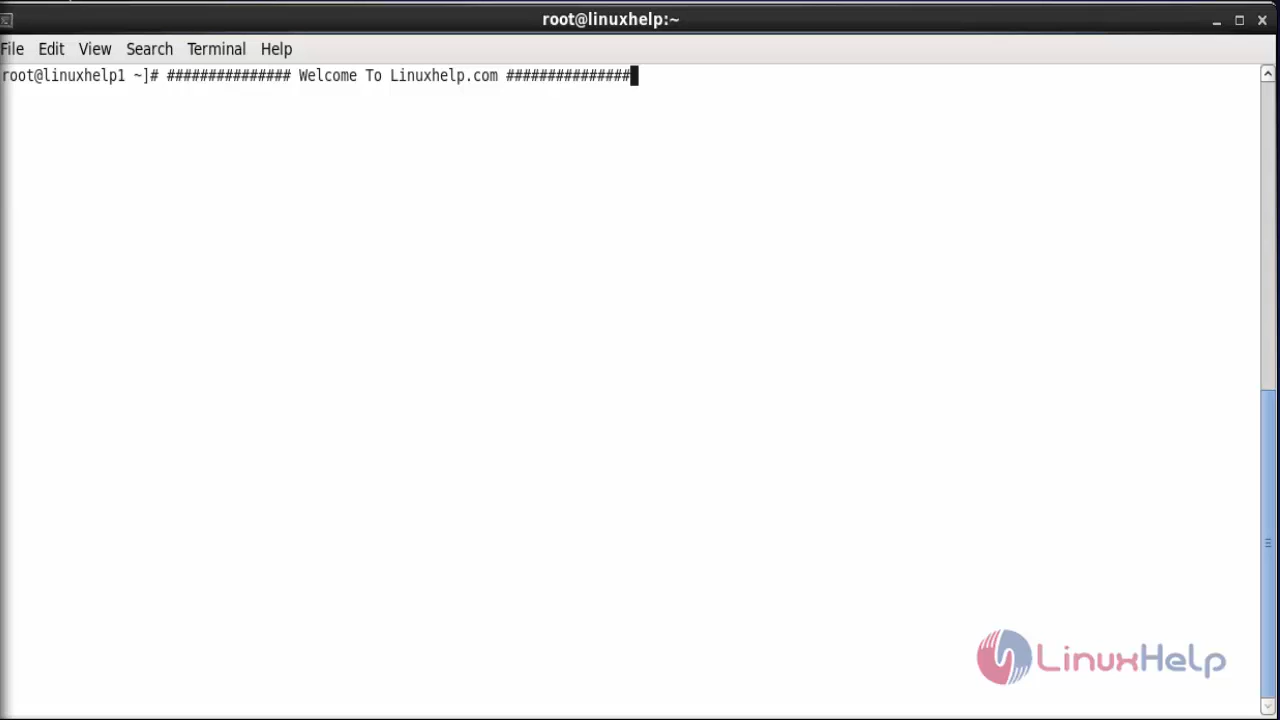 root@linuxhelp:~
File Edit View Search Terminal Help
root@linuxhelp1 ~]# ############### Welcome To Linuxhelp.com ###############
LinuxHelp